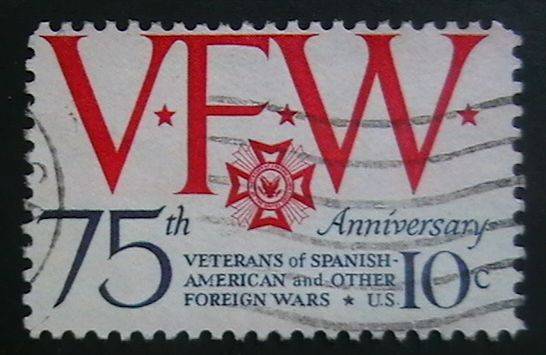 V★F★W★
75th Anniversary
VETERANS of SPANISH-
AMERICAN and OTHER
FOREIGN WARS ★ U.S. 10c